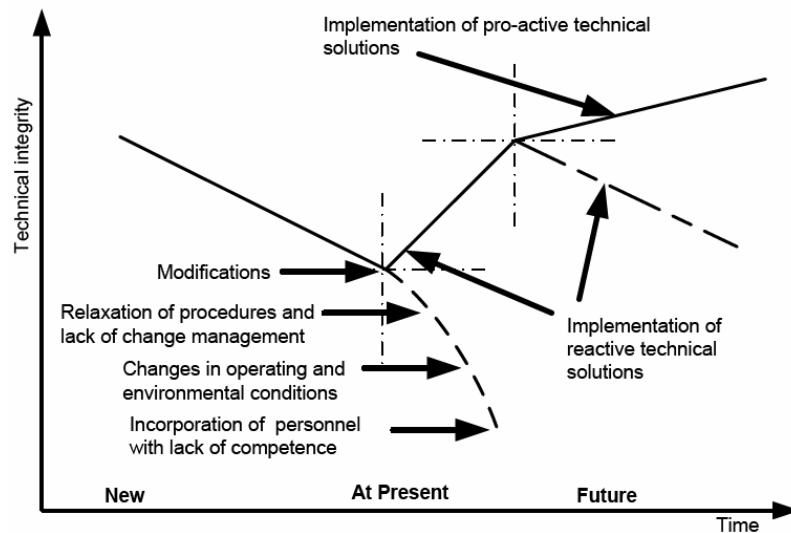 Implementation of pro-active technical
solutions
Technical integrity
Modifications
Relaxation of procedures and
lack of change management
Changes in operating and
environmental conditions
Incorporation of personnel
with lack of competence
Implementation of
reactive technical
solutions
New
At Present
Future
Time